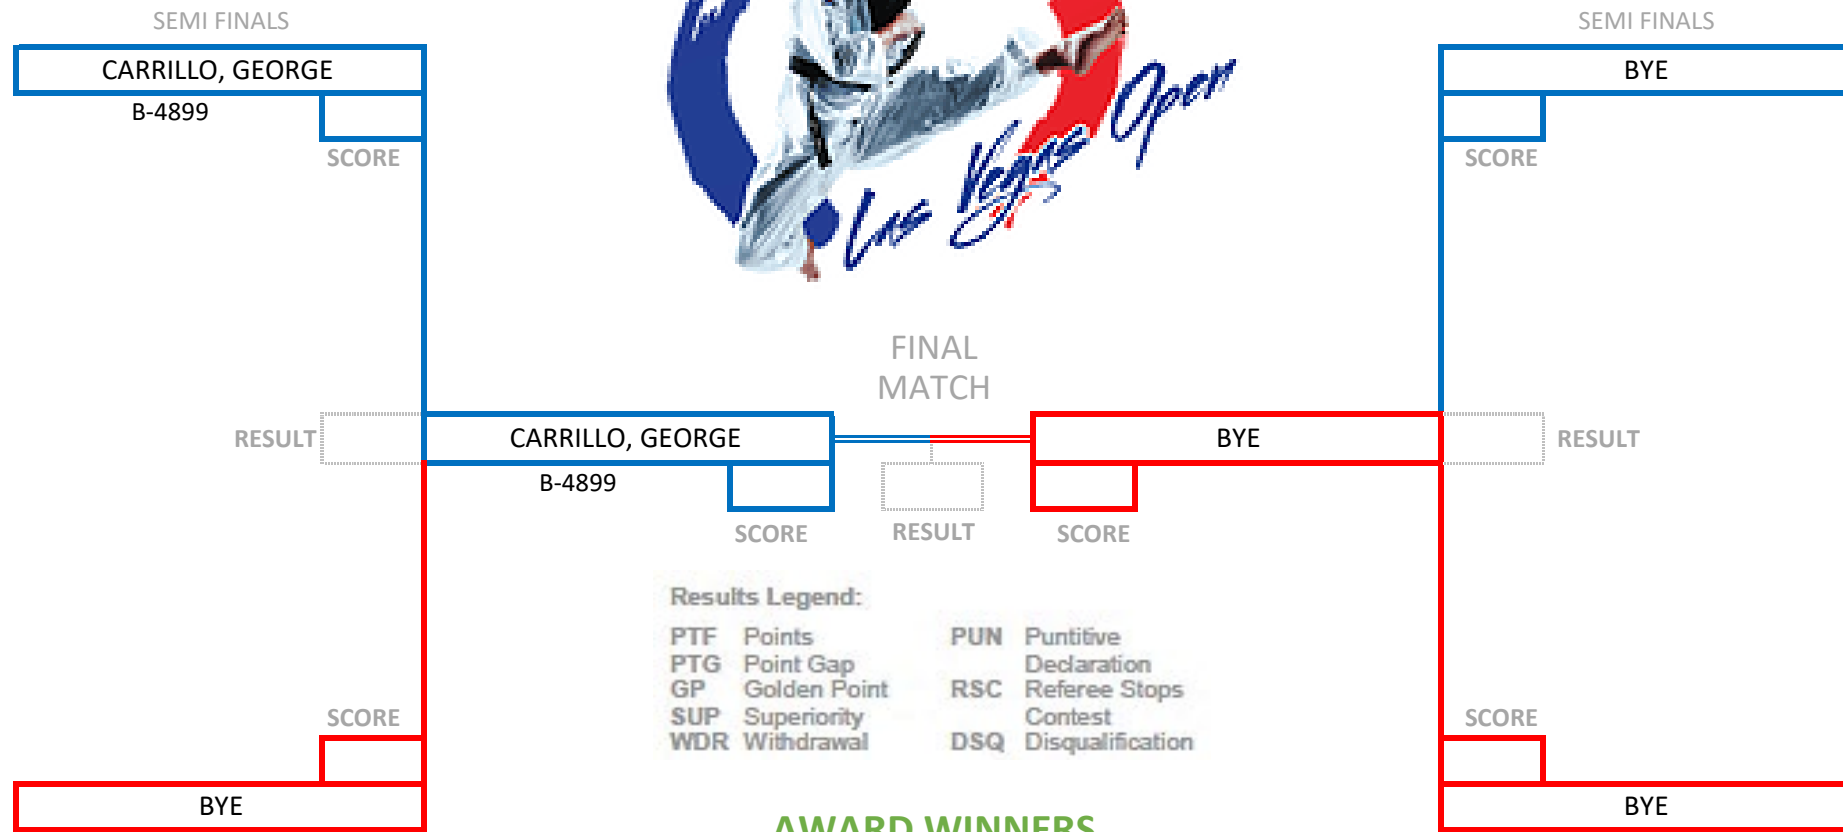 SEMI FINALS
SEMI FINALS
CARRILLO, GEORGE
BYE
B-4899
SCORE
SCORE
Las Vegas Open
FINAL
MATCH
RESULT
CARRILLO, GEORGE
BYE
RESULT
B-4899
SCORE
RESULT
SCORE
Results Legend:
PTF Points
PUN Puntitive
PTG Point Gap
Declaration
GP Golden Point
RSC Referee Stops
SUP Superiority
Contest
WDR Withdrawal
DSQ Disqualification
SCORE
SCORE
BYE
BYE
AWARD WINNERS